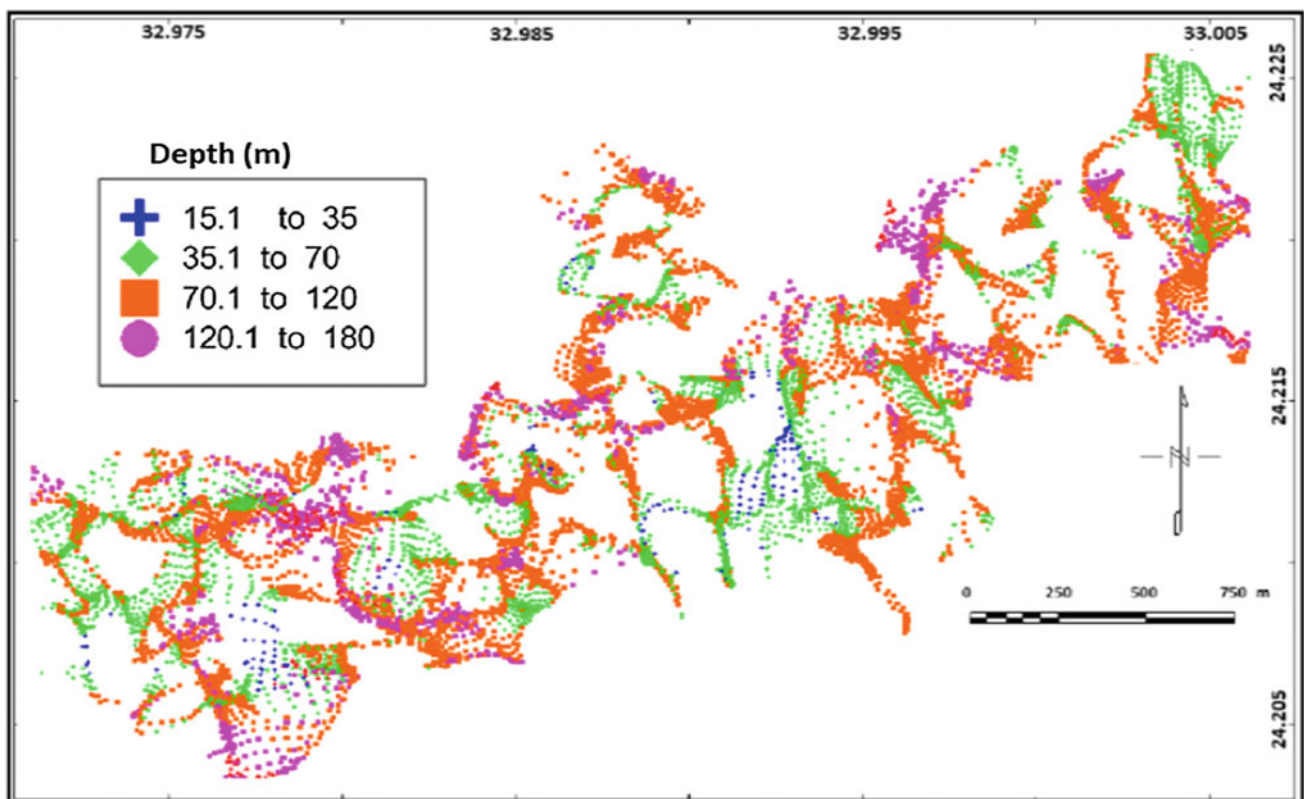 32.975 32.985 32.995 33.005
24.225
Depth (m)
15.1 to 35
35.1 to 70
70.1 to 120
120.1 to 180
24.215
0 250 500 750 m
24.205